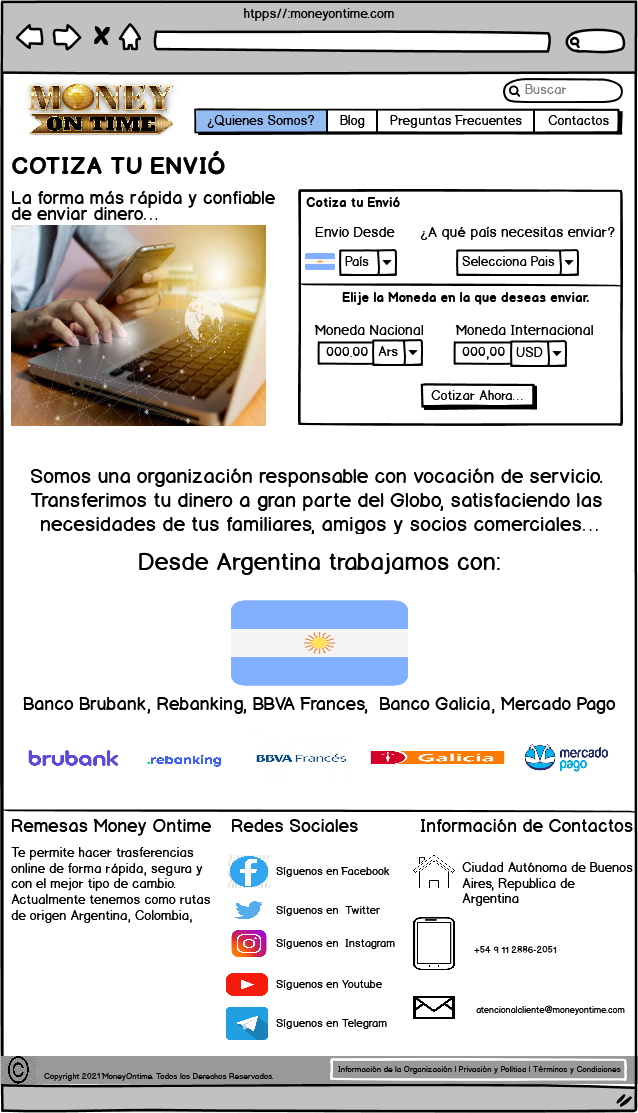 htpps//:moneyontime.com
MONEY
ON TIME
Buscar
¿Quienes Somos?
Blog
Preguntas Frecuentes
Contactos
COTIZA TU ENVIÓ
La forma más rápida y confiable
de enviar dinero...
Cotiza tu Envió
Envio Desde
¿A qué país necesitas enviar?
País
Selecciona Pais
Elije la Moneda en la que deseas enviar.
Moneda Nacional
Moneda Internacional
000.00 Ars
000,00 USD
Cotizar Ahora...
Somos una organización responsable con vocación de servicio.
Transferimos tu dinero a gran parte del Globo, satisfaciendo las
necesidades de tus familiares, amigos y socios comerciales...
Desde Argentina trabajamos con:
Banco Brubank, Rebanking, BBVA Frances,  Banco Galicia, Mercado Pago
brubank
.rebanking
BBVA Francés
Galicia
mercado
pago
Remesas Money Ontime
Te permite hacer trasferencias
online de forma rápida, segura y
con el mejor tipo de cambio.
Actualmente tenemos como rutas
de origen Argentina, Colombia,
Redes Sociales
Síguenos en Facebook
Síguenos en  Twitter
Síguenos en  Instagram
Síguenos en Youtube
Síguenos en Telegram
Información de Contactos
Ciudad Autónoma de Buenos
Aires, Republica de
Argentina
+54 9 11 2886-2051
atencionalcliente@moneyontime.com
© Copyright 2021 MoneyOntime. Todos los Derechos Reservados.
Información de la Organización | Privación y Política | Términos y Condiciones